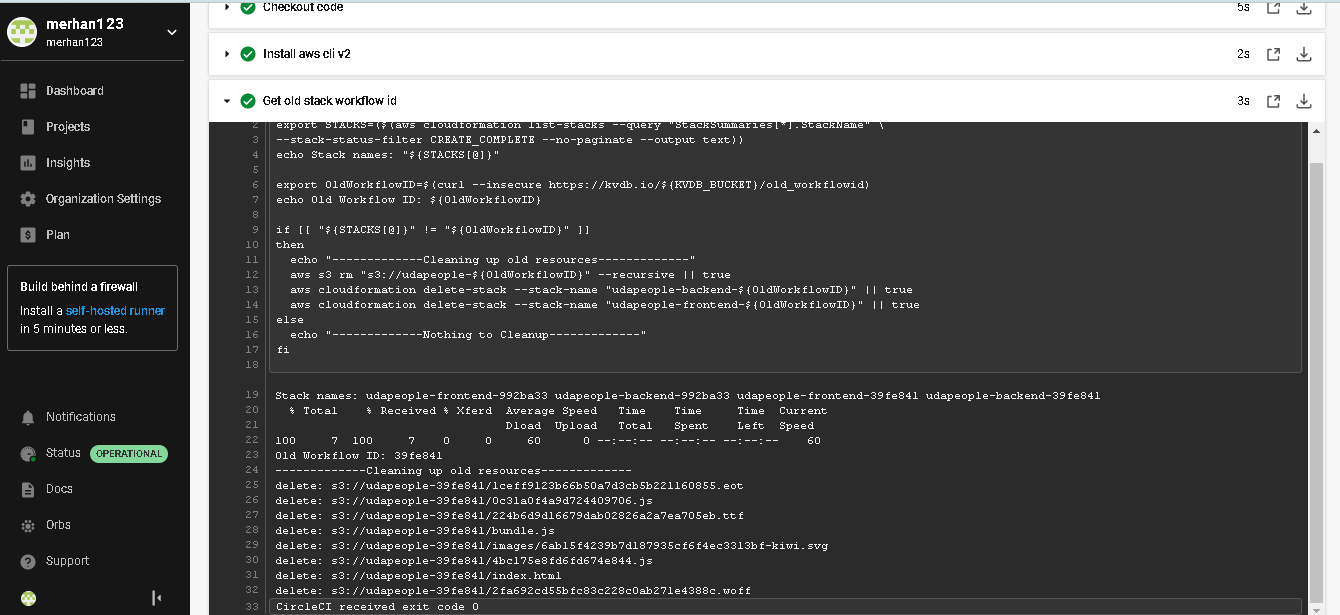 merhan123
merhan123
Dashboard
Projects
Insights
Organization Settings
Plan
Build behind a firewall
Install a self-hosted runner
in 5 minutes or less.
Notifications
Status OPERATIONAL
Docs
Orbs
Support
Checkout code 5s
Install aws cli v2 2s
Get old stack workflow id 3s
2 export STACKS=($(aws cloudformation list-stacks --query "StackSummaries[*].StackName" \
3 --stack-status-filter CREATE_COMPLETE --no-paginate --output text))
4 echo Stack names: "${STACKS[@]}"
5
6 export OldWorkflowID=$(curl --insecure https://kvdb.io/${KVDB_BUCKET}/old_workflowid)
7 echo Old Workflow ID: ${OldWorkflowID}
8
9 if [[ "${STACKS[@]}" != "${OldWorkflowID}" ]]
10 then
11 echo "-------------Cleaning up old resources-------------"
12 aws s3 rm "s3://udapeople-${OldWorkflowID}" --recursive || true
13 aws cloudformation delete-stack --stack-name "udapeople-backend-${OldWorkflowID}" || true
14 aws cloudformation delete-stack --stack-name "udapeople-frontend-${OldWorkflowID}" || true
15 else
16 echo "-------------Nothing to Cleanup-------------"
17 fi
18
19 Stack names: udapeople-frontend-992ba33 udapeople-backend-992ba33 udapeople-frontend-39fe841 udapeople-backend-39fe841
20 % Total % Received % Xferd Average Speed Time Time Time Current
21 Dload Upload Total Spent Left Speed
22 100 7 100 7 0 0 60 0 --:--:-- --:--:-- --:--:-- 60
23 Old Workflow ID: 39fe841
24 -------------Cleaning up old resources-------------
25 delete: s3://udapeople-39fe841/1ceff9123b66b50a7d3cb5b221160855.eot
26 delete: s3://udapeople-39fe841/0c31a0f4a9d724409706.js
27 delete: s3://udapeople-39fe841/224b6d9d16679dab02826a2a7ea705eb.ttf
28 delete: s3://udapeople-39fe841/bundle.js
29 delete: s3://udapeople-39fe841/images/6ab15f4239b7d187935cf6f4ec3313bf-kiwi.svg
30 delete: s3://udapeople-39fe841/4bc175e8fd6fd674e844.js
31 delete: s3://udapeople-39fe841/index.html
32 delete: s3://udapeople-39fe841/2fa692cd55bfc83c228c0ab271e4388c.woff
33 CircleCI received exit code 0